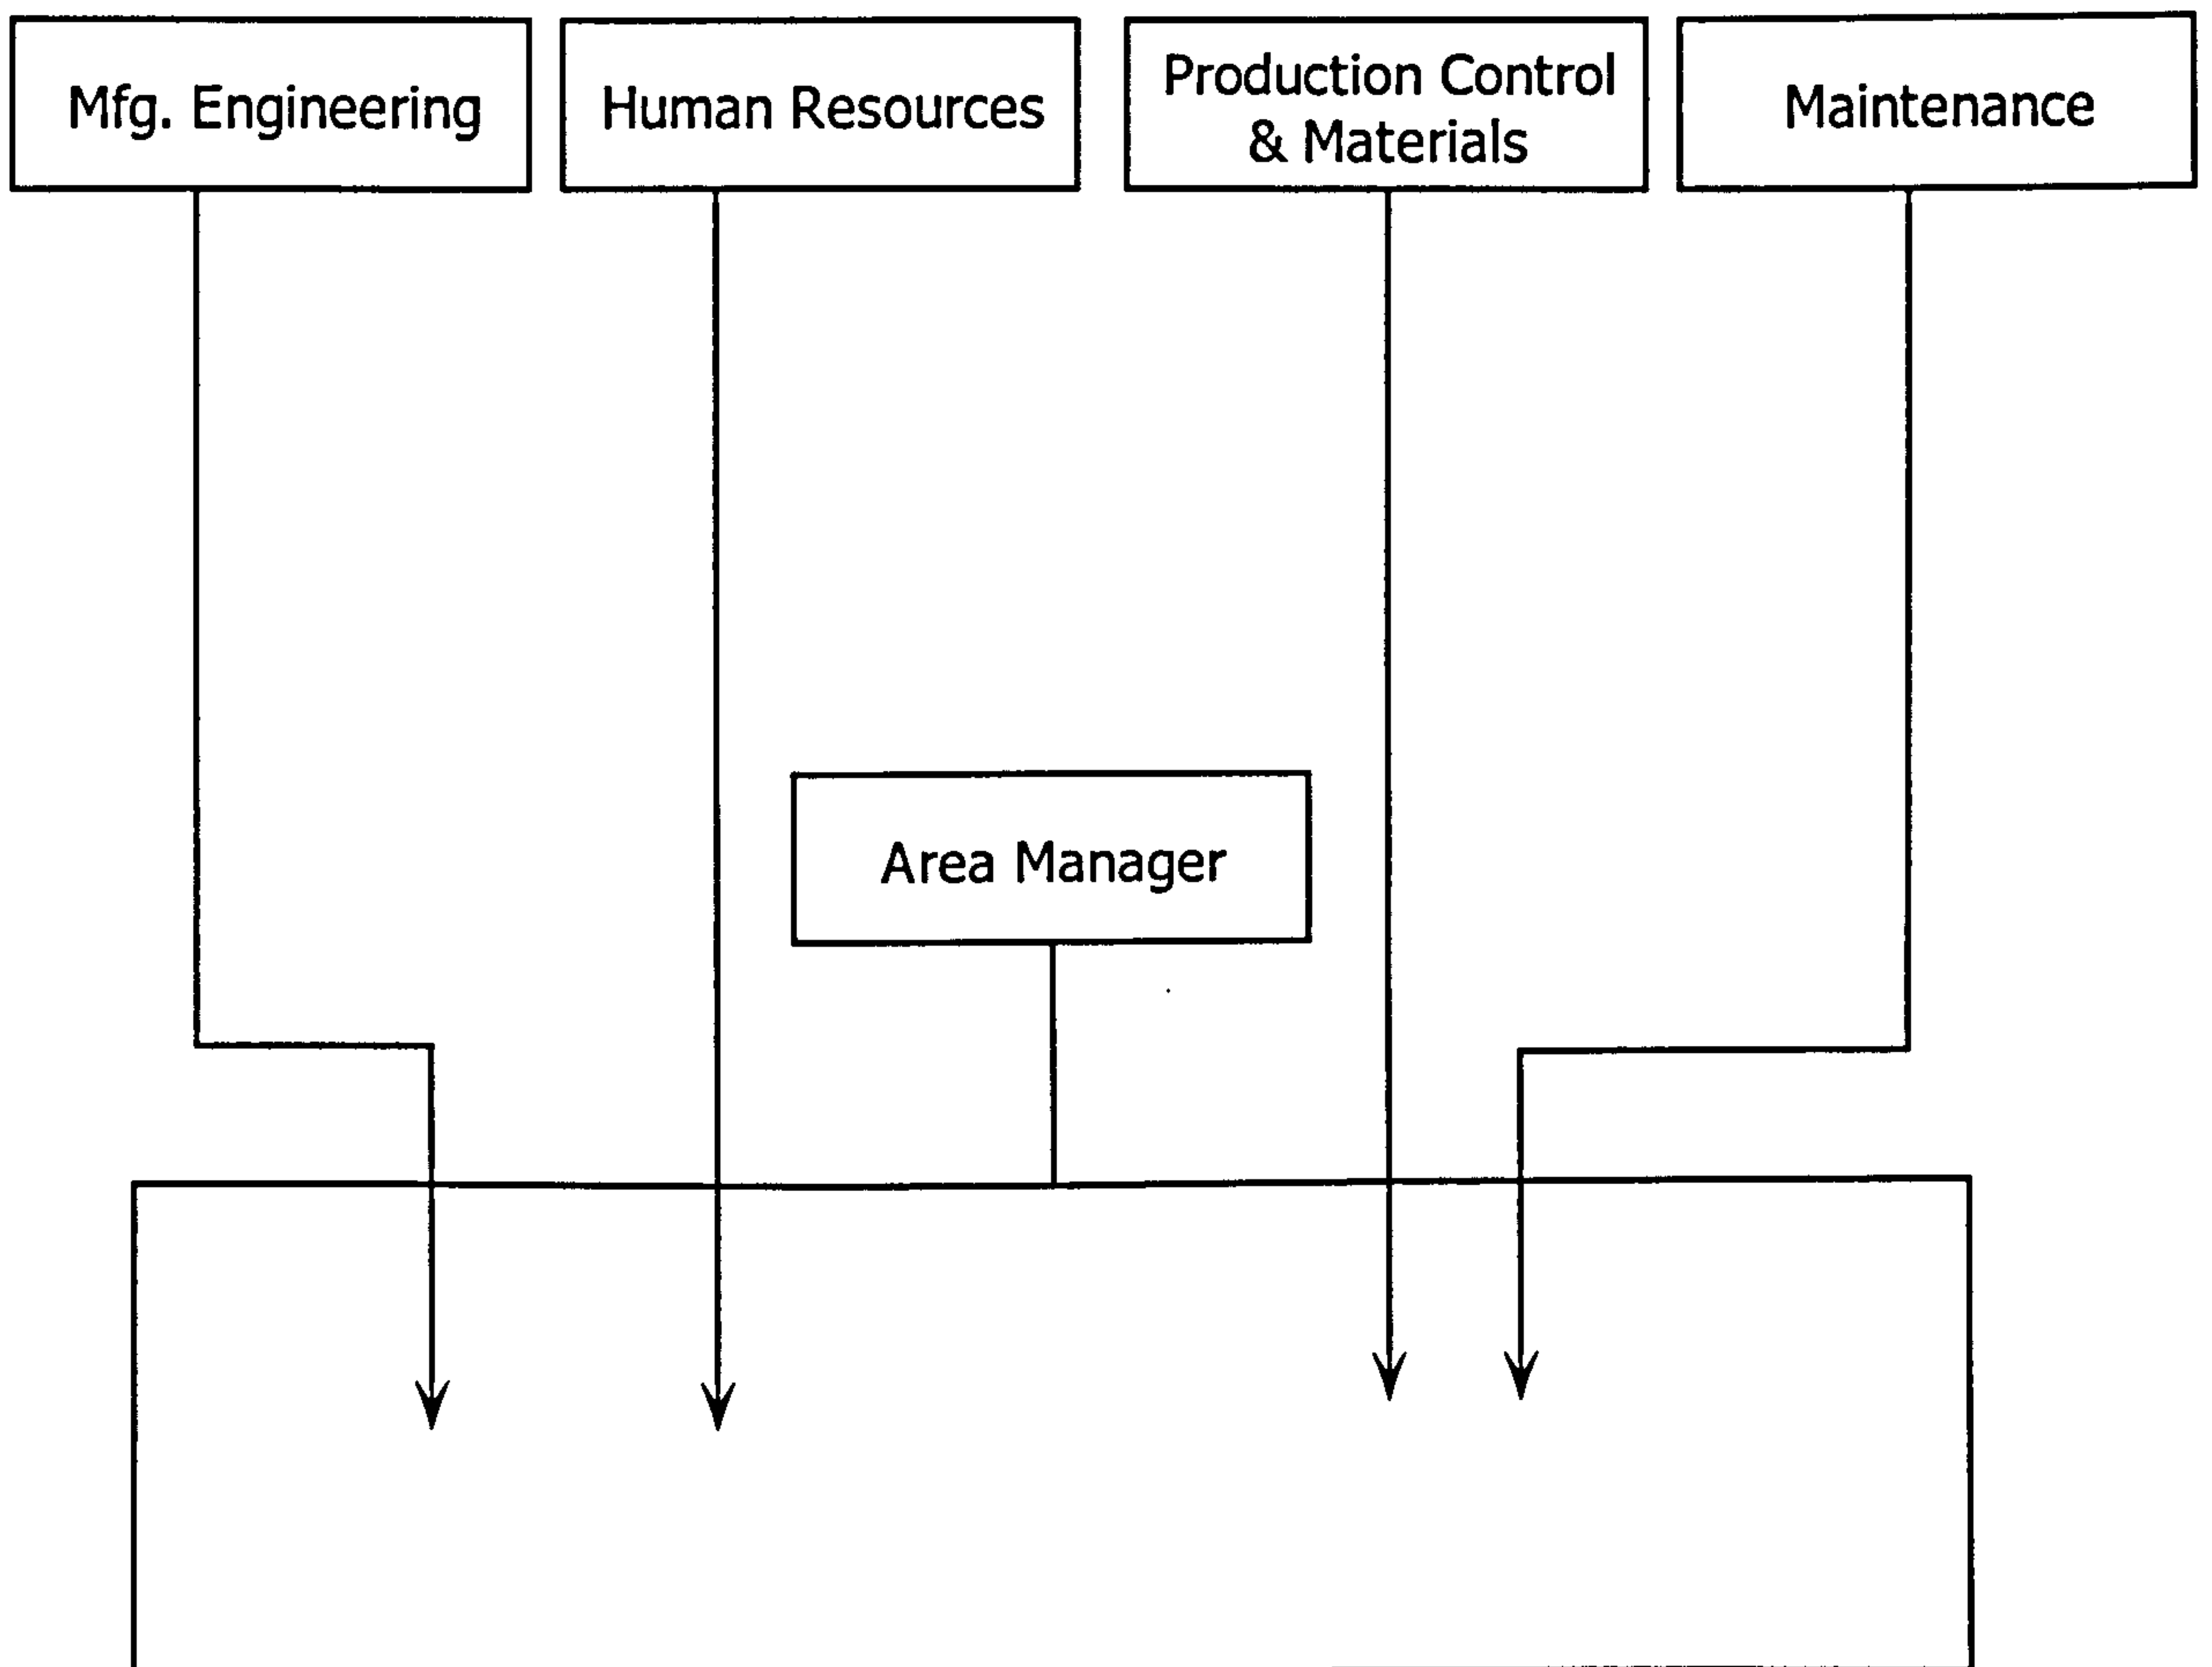 Mfg. Engineering
Human Resources
Production Control
& Materials
Maintenance
Area Manager